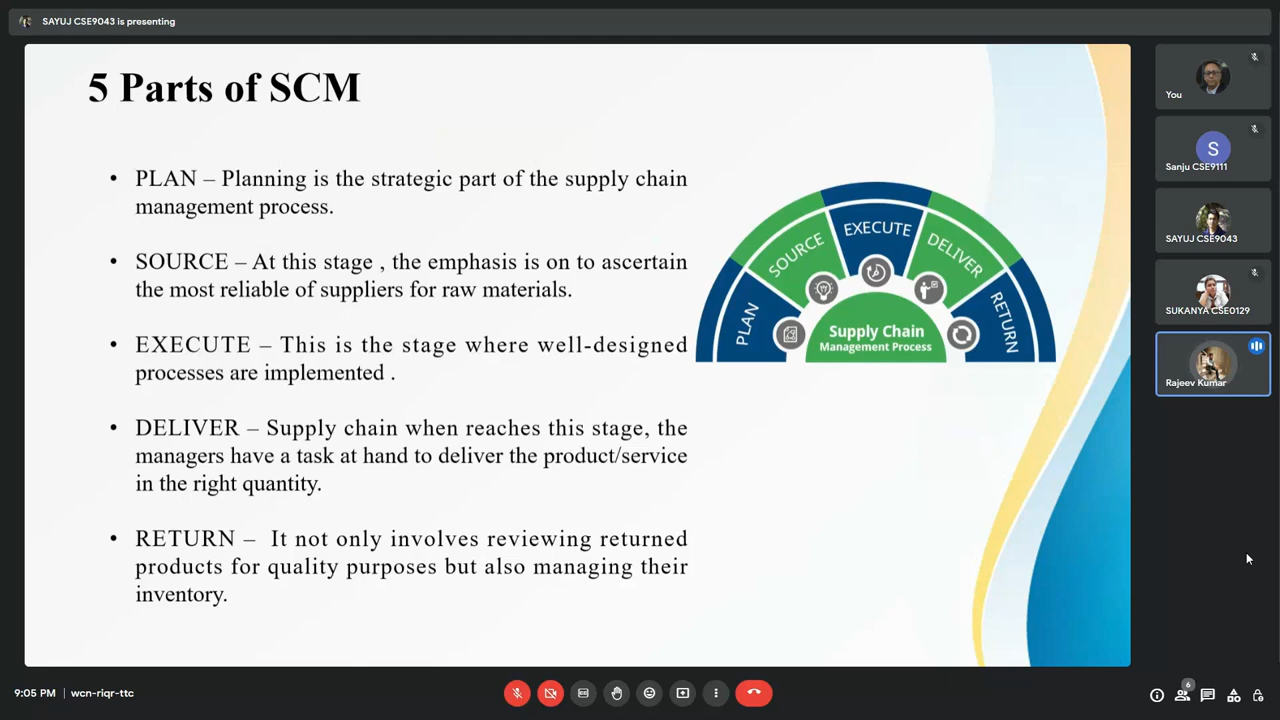 SAYUJ CSE9043 is presenting
5 Parts of SCM
• PLAN – Planning is the strategic part of the supply chain
management process.
• SOURCE – At this stage , the emphasis is on to ascertain
the most reliable of suppliers for raw materials.
• EXECUTE – This is the stage where well-designed
processes are implemented .
• DELIVER – Supply chain when reaches this stage, the
managers have a task at hand to deliver the product/service
in the right quantity.
• RETURN – It not only involves reviewing returned
products for quality purposes but also managing their
inventory.
PLAN
SOURCE
EXECUTE
DELIVER
RETURN
Supply Chain
Management Process
You
S
Sanju CSE9111
SAYUJ CSE9043
SUKANYA CSE0129
Rajeev Kumar
9:05 PM | wcn-riqr-ttc
6